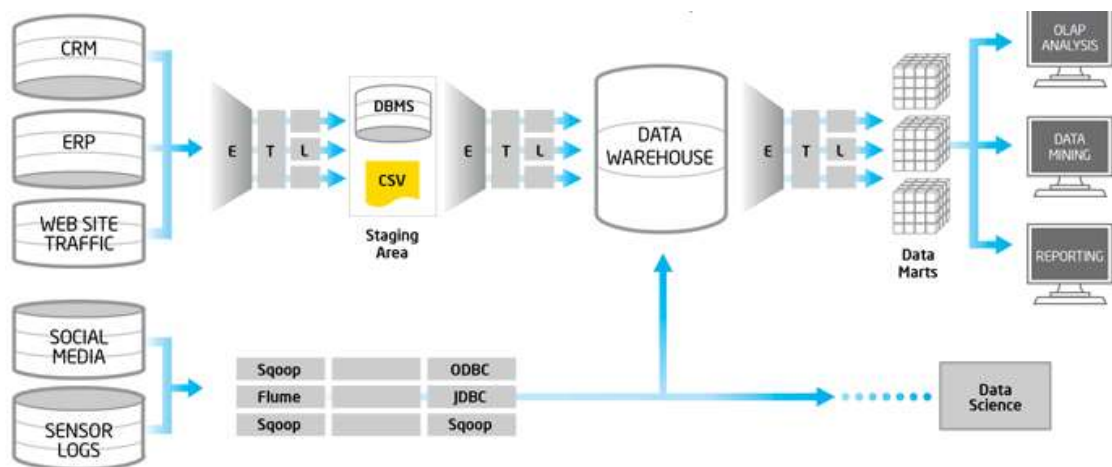 CRM
ERP
WEB SITE
TRAFFIC
E T L
DBMS
CSV
Staging
Area
E T L
DATA
WAREHOUSE
E T L
Data
Marts
OLAP
ANALYSIS
DATA
MINING
REPORTING
SOCIAL
MEDIA
SENSOR
LOGS
Sqoop ODBC
Flume JDBC
Sqoop Sqoop
Data
Science